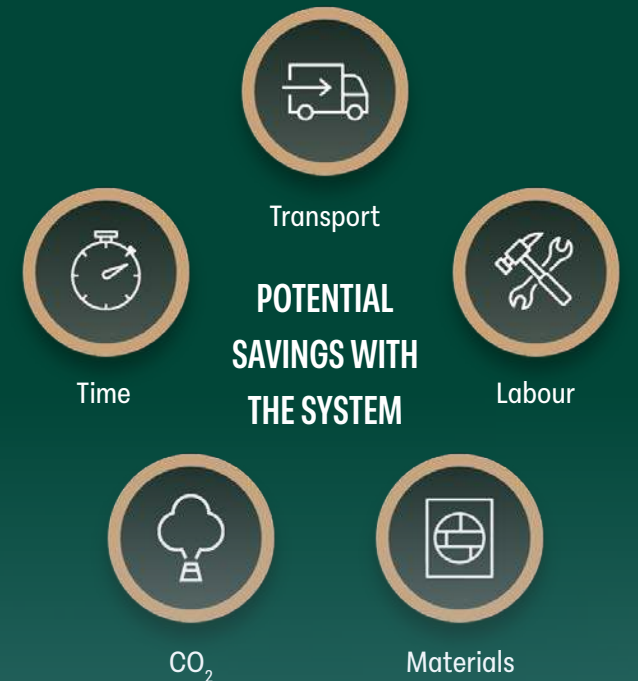 Transport
Time
POTENTIAL
SAVINGS WITH
THE SYSTEM
Labour
CO₂
Materials